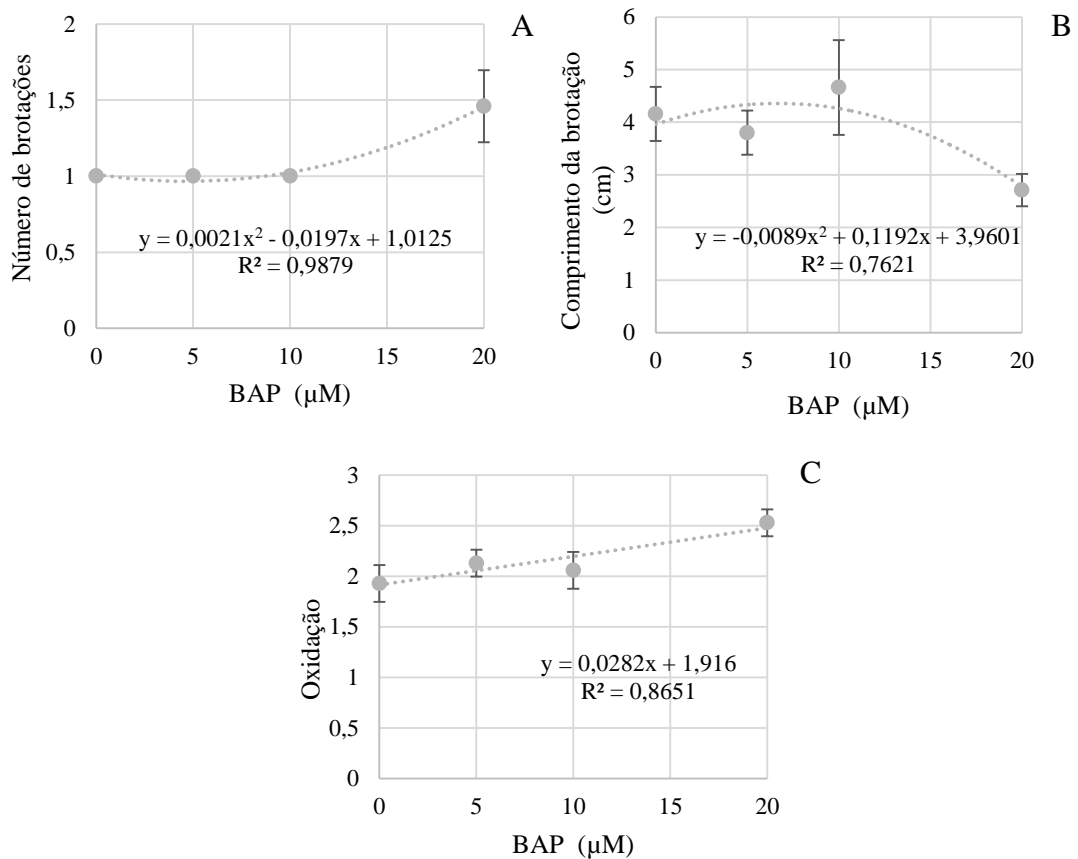 A
Número de brotações
2
1,5
1
0,5
0
y = 0,0021x² - 0,0197x + 1,0125
R² = 0,9879
0 5 10 20
BAP (µM)
B
Comprimento da brotação
(cm)
6
5
4
3
2
1
0
y = -0,0089x² + 0,1192x + 3,9601
R² = 0,7621
0 5 10 15 20
BAP (µM)
C
Oxidação
3
2,5
2
1,5
1
0,5
0
y = 0,0282x + 1,916
R² = 0,8651
0 5 10 15 20
BAP (µM)